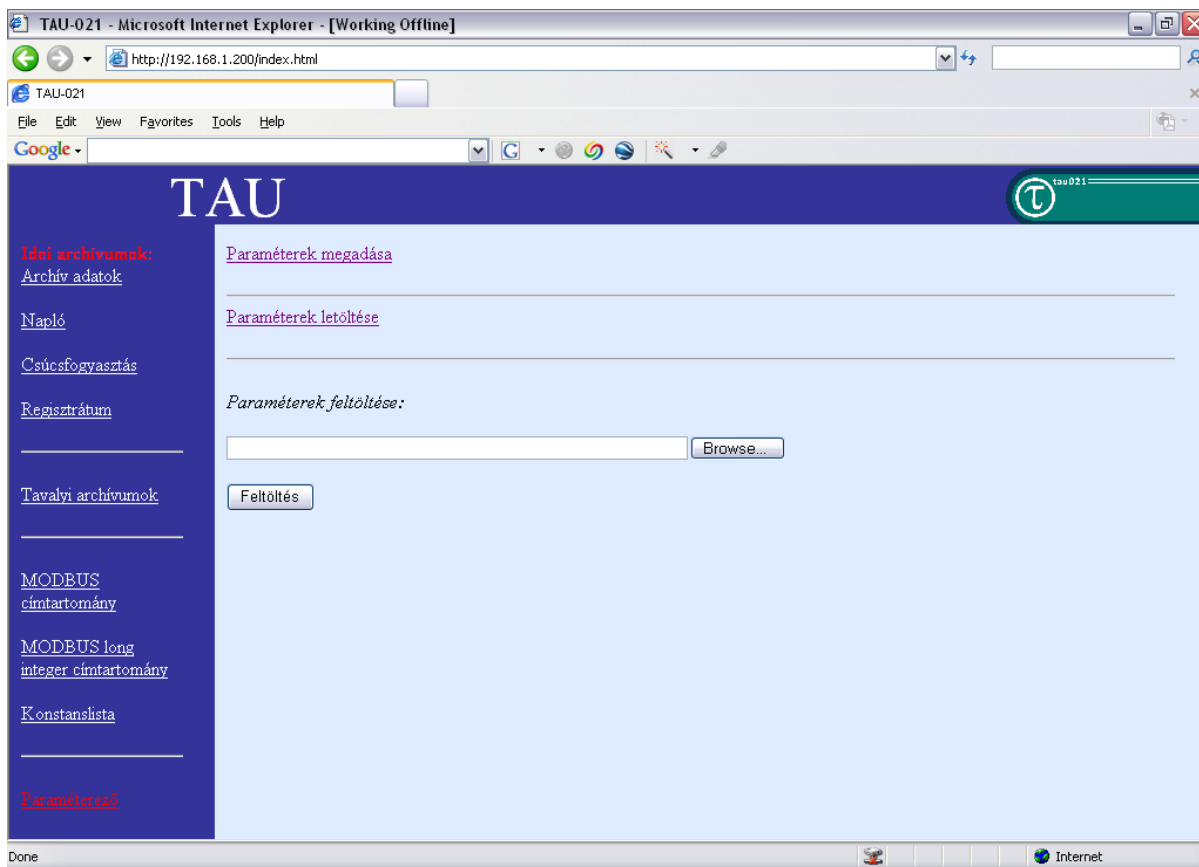 TAU-021 - Microsoft Internet Explorer - [Working Offline]
http://192.168.1.200/index.html
TAU-021
File Edit View Favorites Tools Help
Google
G
TAU
τ tau021
Idei archívumok:
Archív adatok
Napló
Csúcsfogyasztás
Regisztrátum
Tavalyi archívumok
MODBUS
címtartomány
MODBUS long
integer címtartomány
Konstanslista
Paraméterező
Paraméterek megadása
Paraméterek letöltése
Paraméterek feltöltése:
Browse...
Feltöltés
Done
Internet